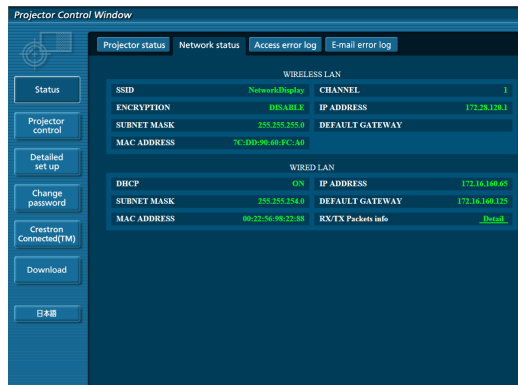 Projector Control Window
Projector status Network status Access error log E-mail error log
Status
Projector control
Detailed set up
Change password
Crestron Connected(TM)
Download
日本語
WIRELESS LAN
SSID NetworkDisplay CHANNEL 1
ENCRYPTION DISABLE IP ADDRESS 172.28.120.1
SUBNET MASK 255.255.255.0 DEFAULT GATEWAY
MAC ADDRESS 7C:DD:90:60:FC:A0
WIRED LAN
DHCP ON IP ADDRESS 172.16.160.65
SUBNET MASK 255.255.254.0 DEFAULT GATEWAY 172.16.160.125
MAC ADDRESS 00:22:56:98:22:88 RX/TX Packets info Detail